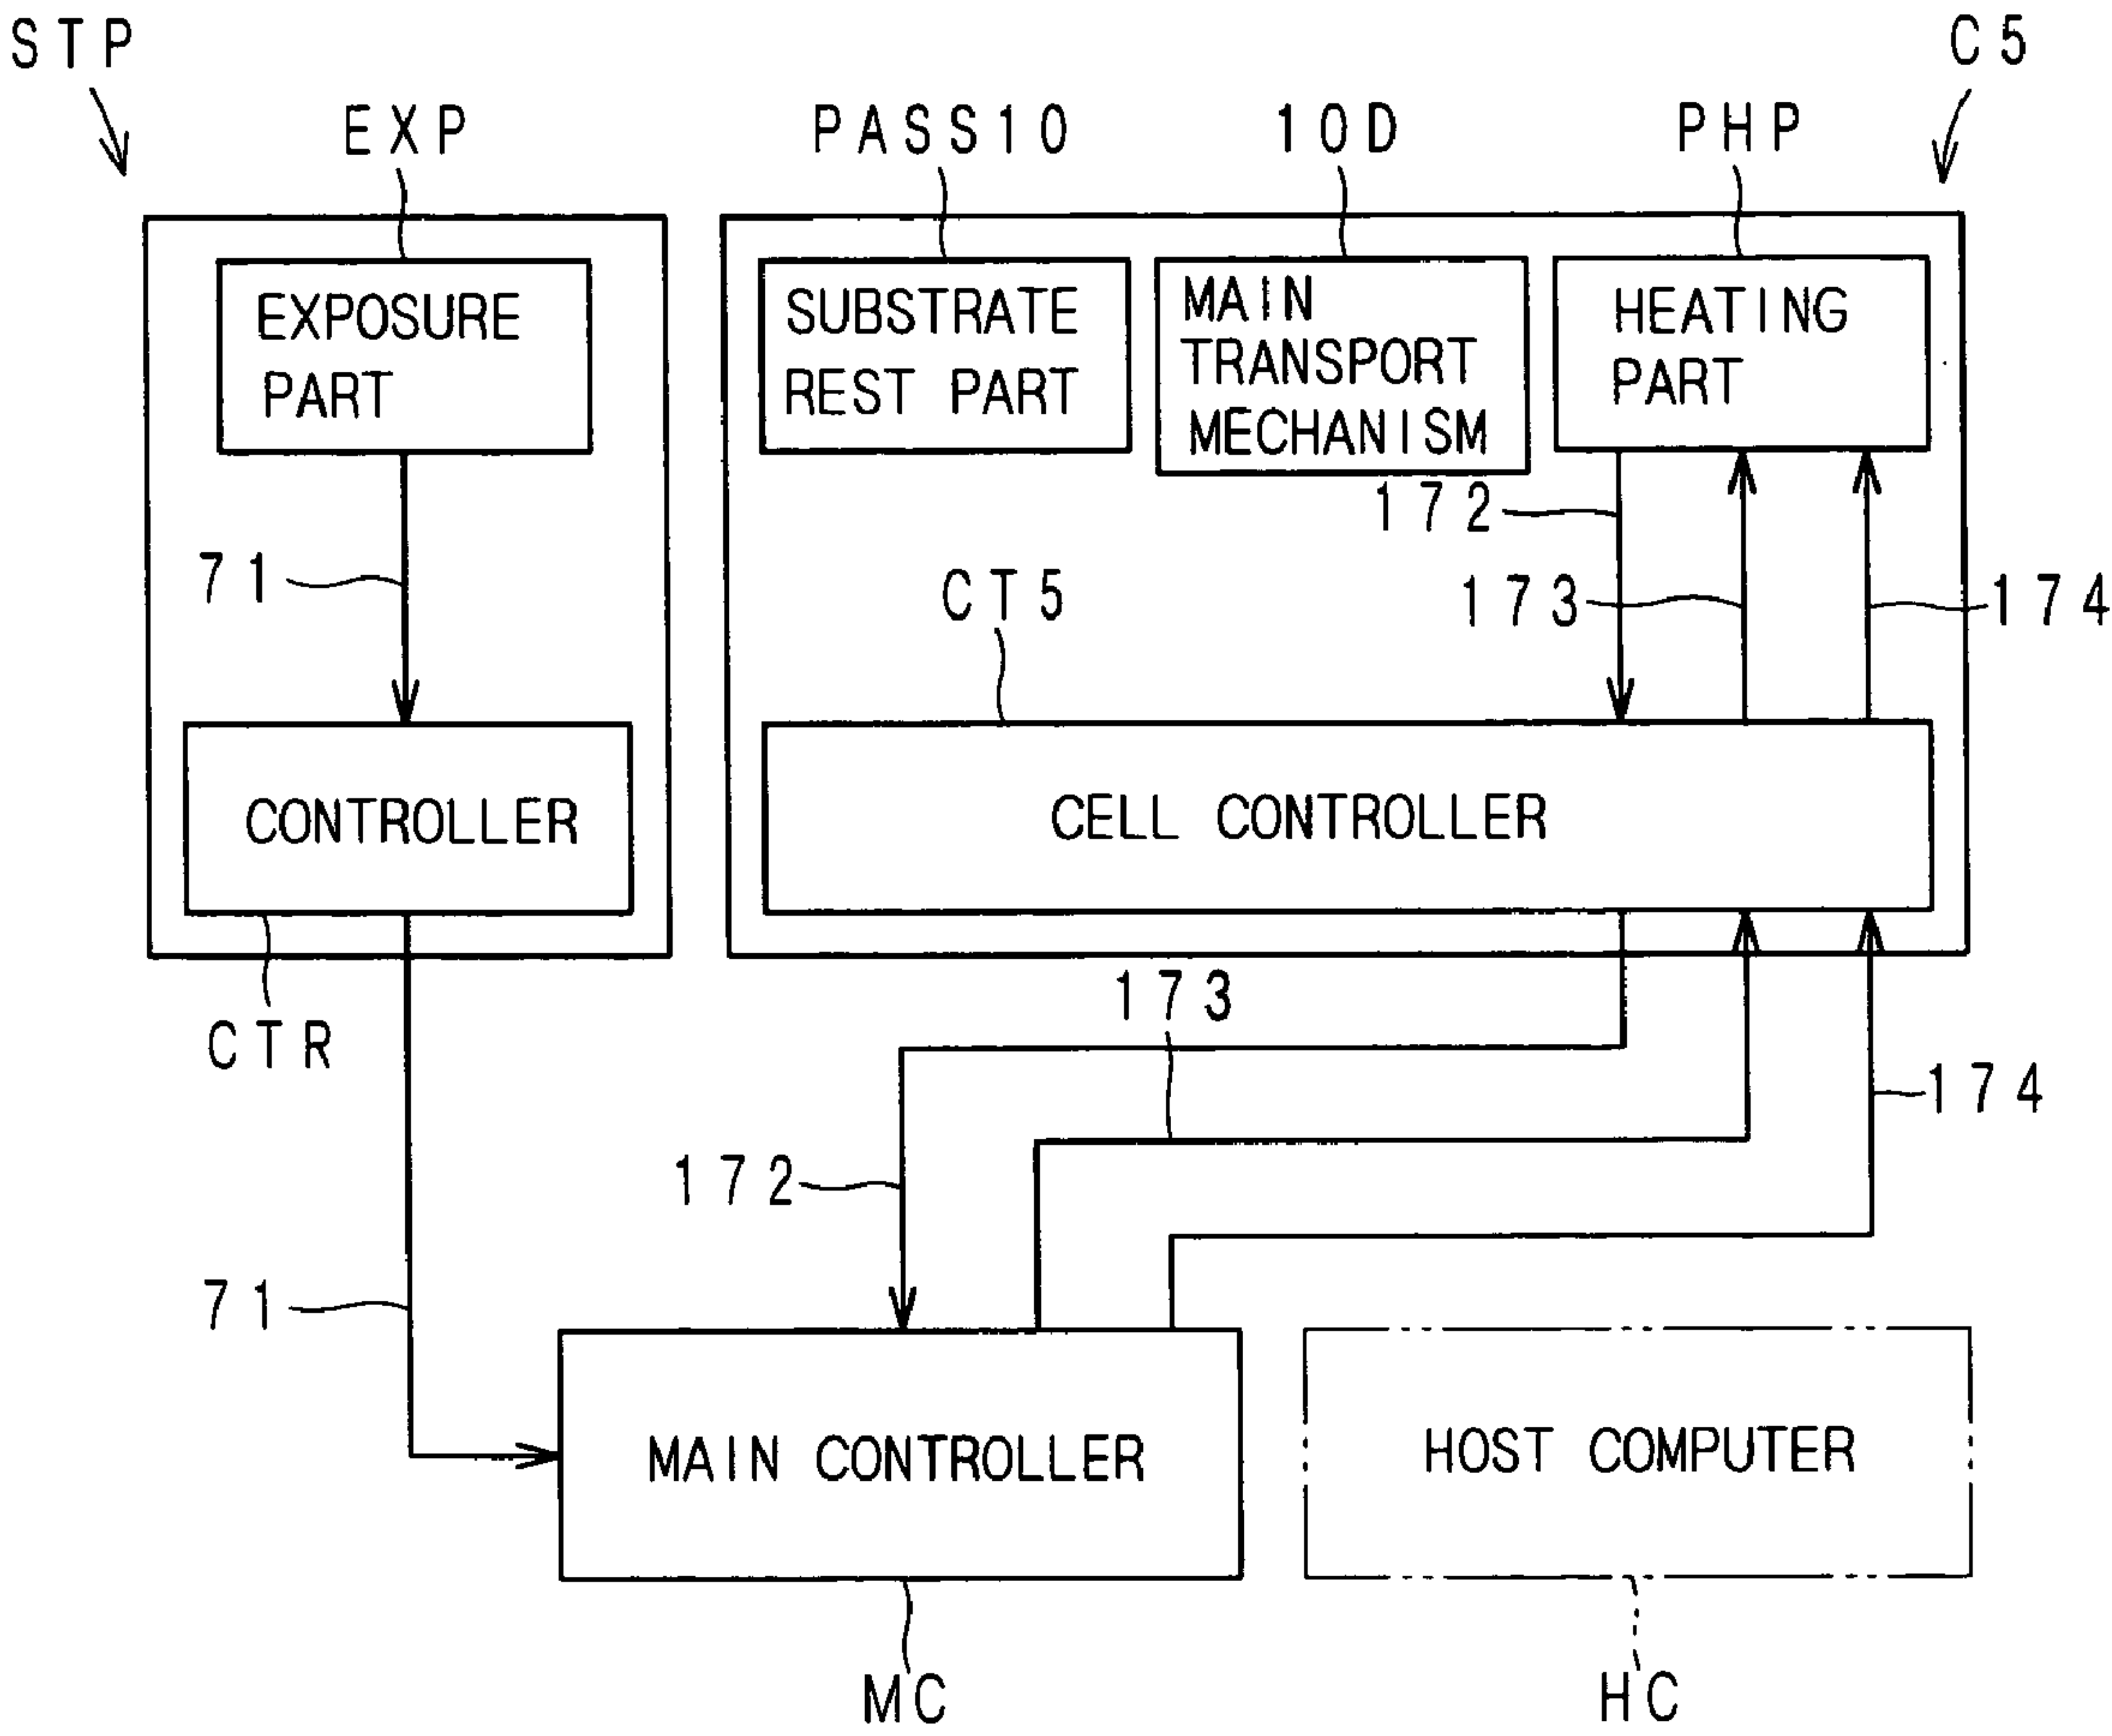 STP
C5
EXP
PASS10
10D
PHP
EXPOSURE
PART
SUBSTRATE
REST PART
MAIN
TRANSPORT
MECHANISM
HEATING
PART
172
71
CT5
173
174
CONTROLLER
CELL CONTROLLER
173
CTR
174
172
71
MAIN CONTROLLER
HOST COMPUTER
MC
HC